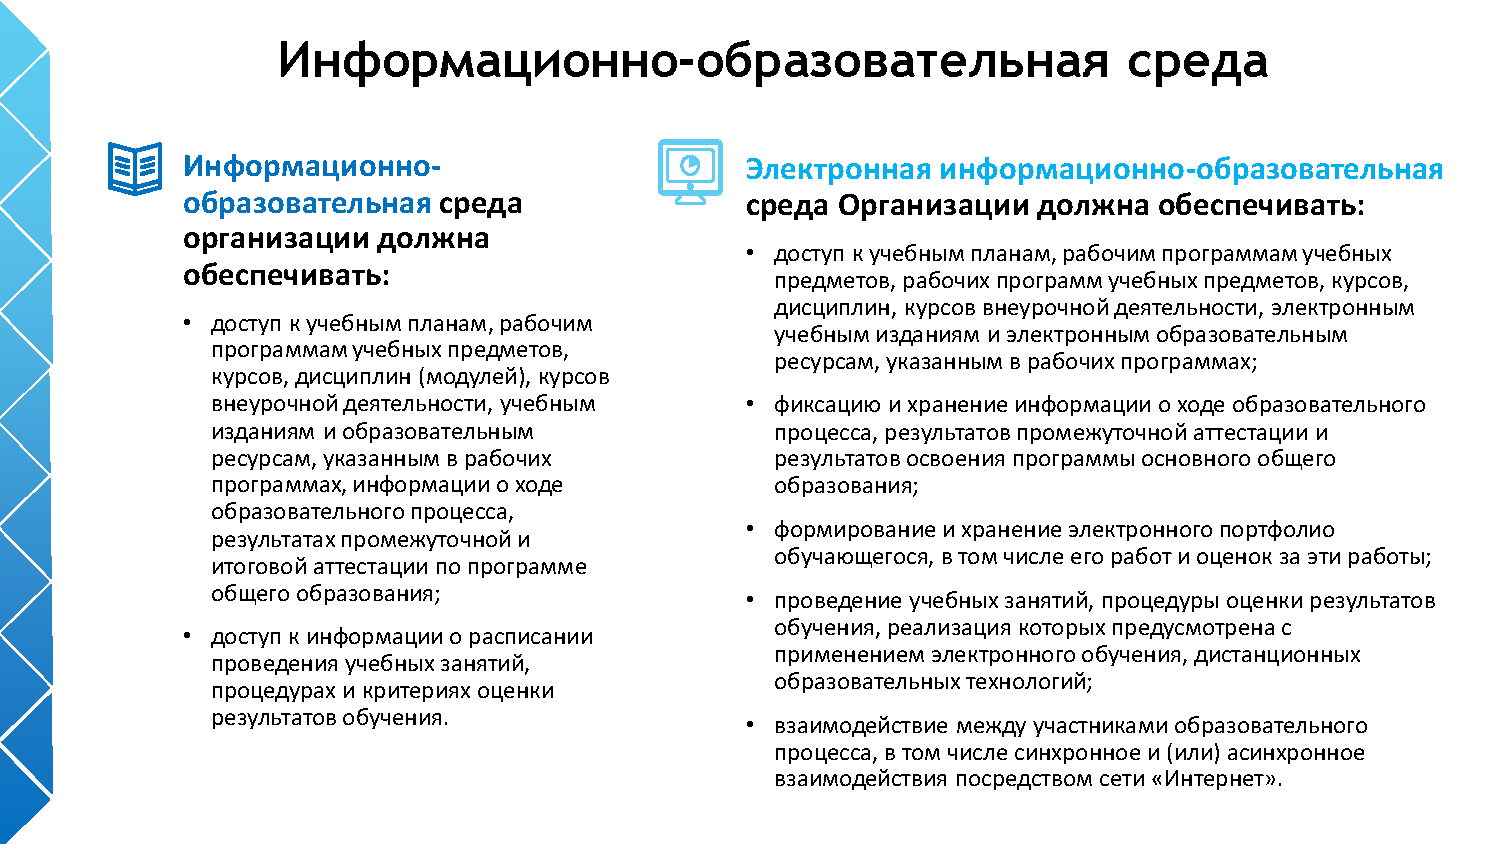 Информационно-образовательная среда
Информационно-
образовательная среда
организации должна
обеспечивать:
• доступ к учебным планам, рабочим
программам учебных предметов,
курсов, дисциплин (модулей), курсов
внеурочной деятельности, учебным
изданиям и образовательным
ресурсам, указанным в рабочих
программах, информации о ходе
образовательного процесса,
результатах промежуточной и
итоговой аттестации по программе
общего образования;
• доступ к информации о расписании
проведения учебных занятий,
процедурах и критериях оценки
результатов обучения.
Электронная информационно-образовательная
среда Организации должна обеспечивать:
• доступ к учебным планам, рабочим программам учебных
предметов, рабочих программ учебных предметов, курсов,
дисциплин, курсов внеурочной деятельности, электронным
учебным изданиям и электронным образовательным
ресурсам, указанным в рабочих программах;
• фиксацию и хранение информации о ходе образовательного
процесса, результатов промежуточной аттестации и
результатов освоения программы основного общего
образования;
• формирование и хранение электронного портфолио
обучающегося, в том числе его работ и оценок за эти работы;
• проведение учебных занятий, процедуры оценки результатов
обучения, реализация которых предусмотрена с
применением электронного обучения, дистанционных
образовательных технологий;
• взаимодействие между участниками образовательного
процесса, в том числе синхронное и (или) асинхронное
взаимодействия посредством сети «Интернет».